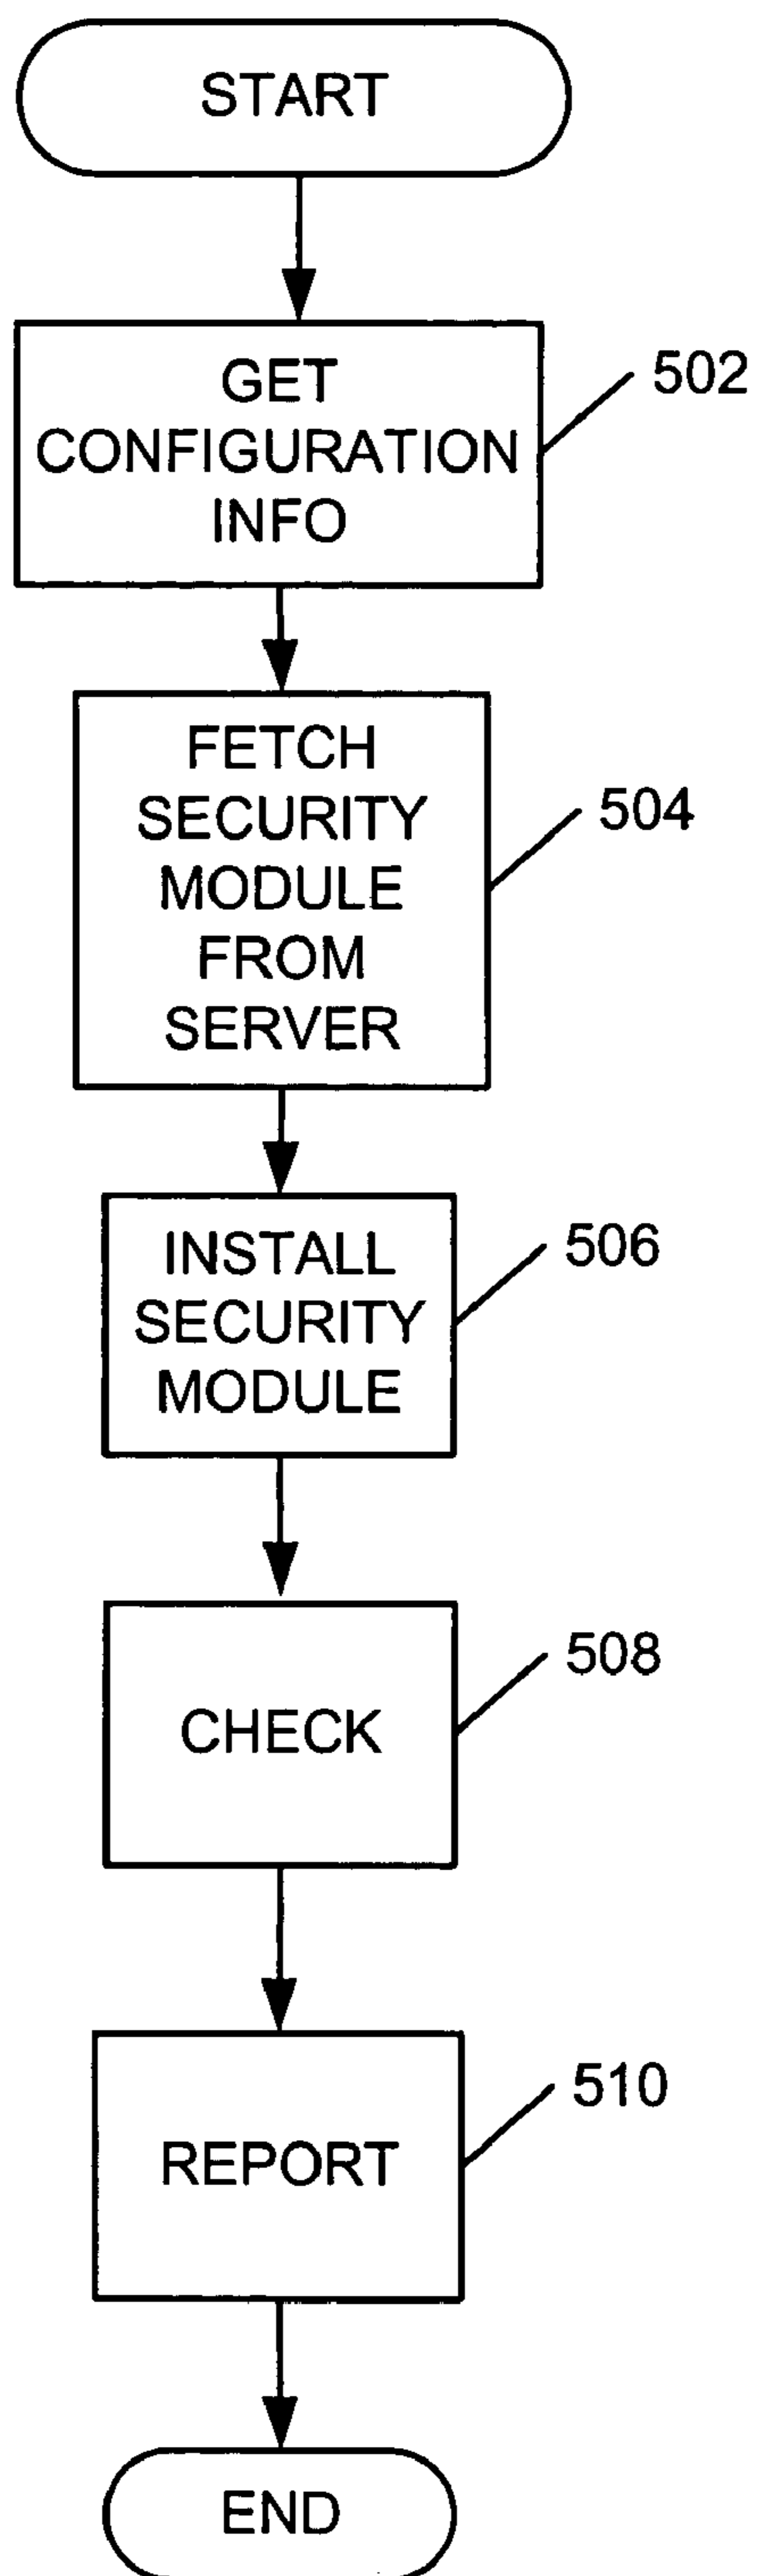 START
GET
CONFIGURATION
INFO
502
FETCH
SECURITY
MODULE
FROM
SERVER
504
INSTALL
SECURITY
MODULE
506
CHECK
508
REPORT
510
END